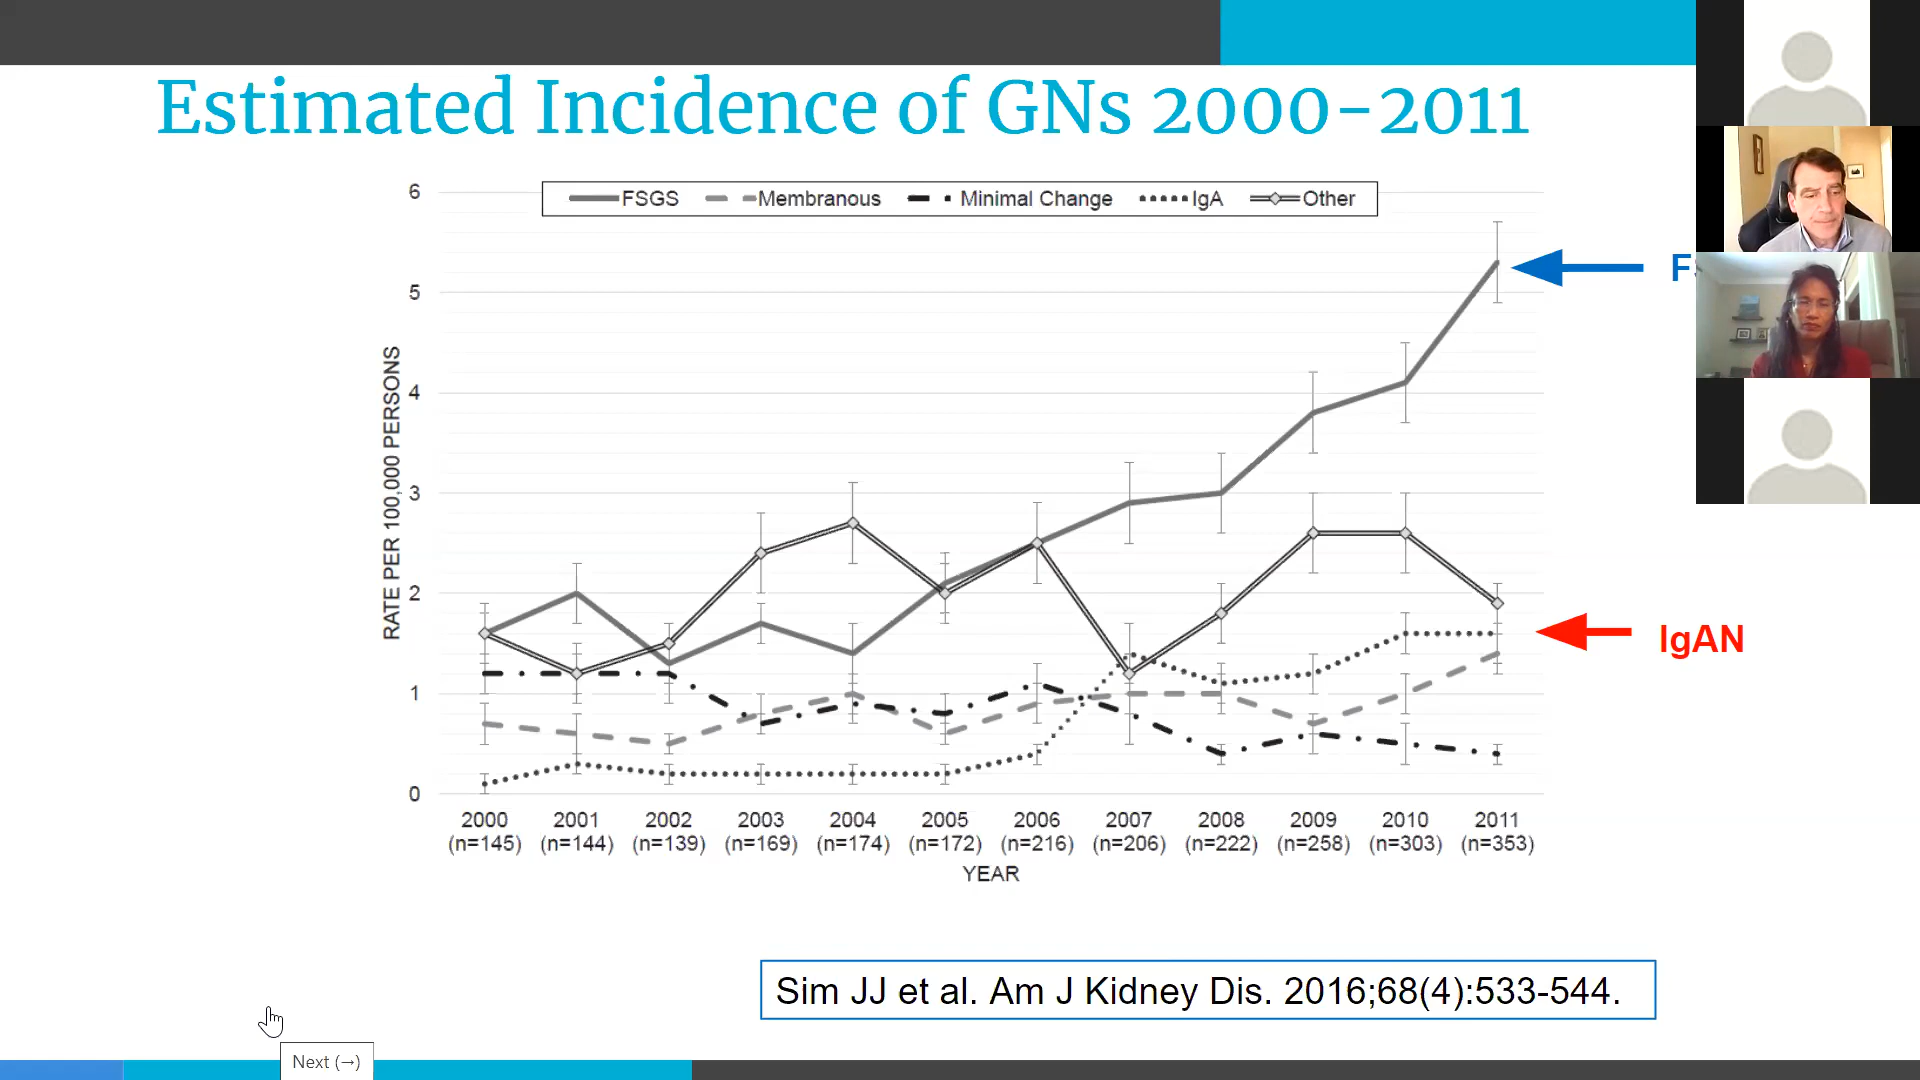 Estimated Incidence of GNs 2000-2011
FSGS Membranous Minimal Change IgA Other
6
5
4
3
2
1
0
RATE PER 100,000 PERSONS
2000 2001 2002 2003 2004 2005 2006 2007 2008 2009 2010 2011
(n=145) (n=144) (n=139) (n=169) (n=174) (n=172) (n=216) (n=206) (n=222) (n=258) (n=303) (n=353)
YEAR
IgAN
Sim JJ et al. Am J Kidney Dis. 2016;68(4):533-544.
Next (→)